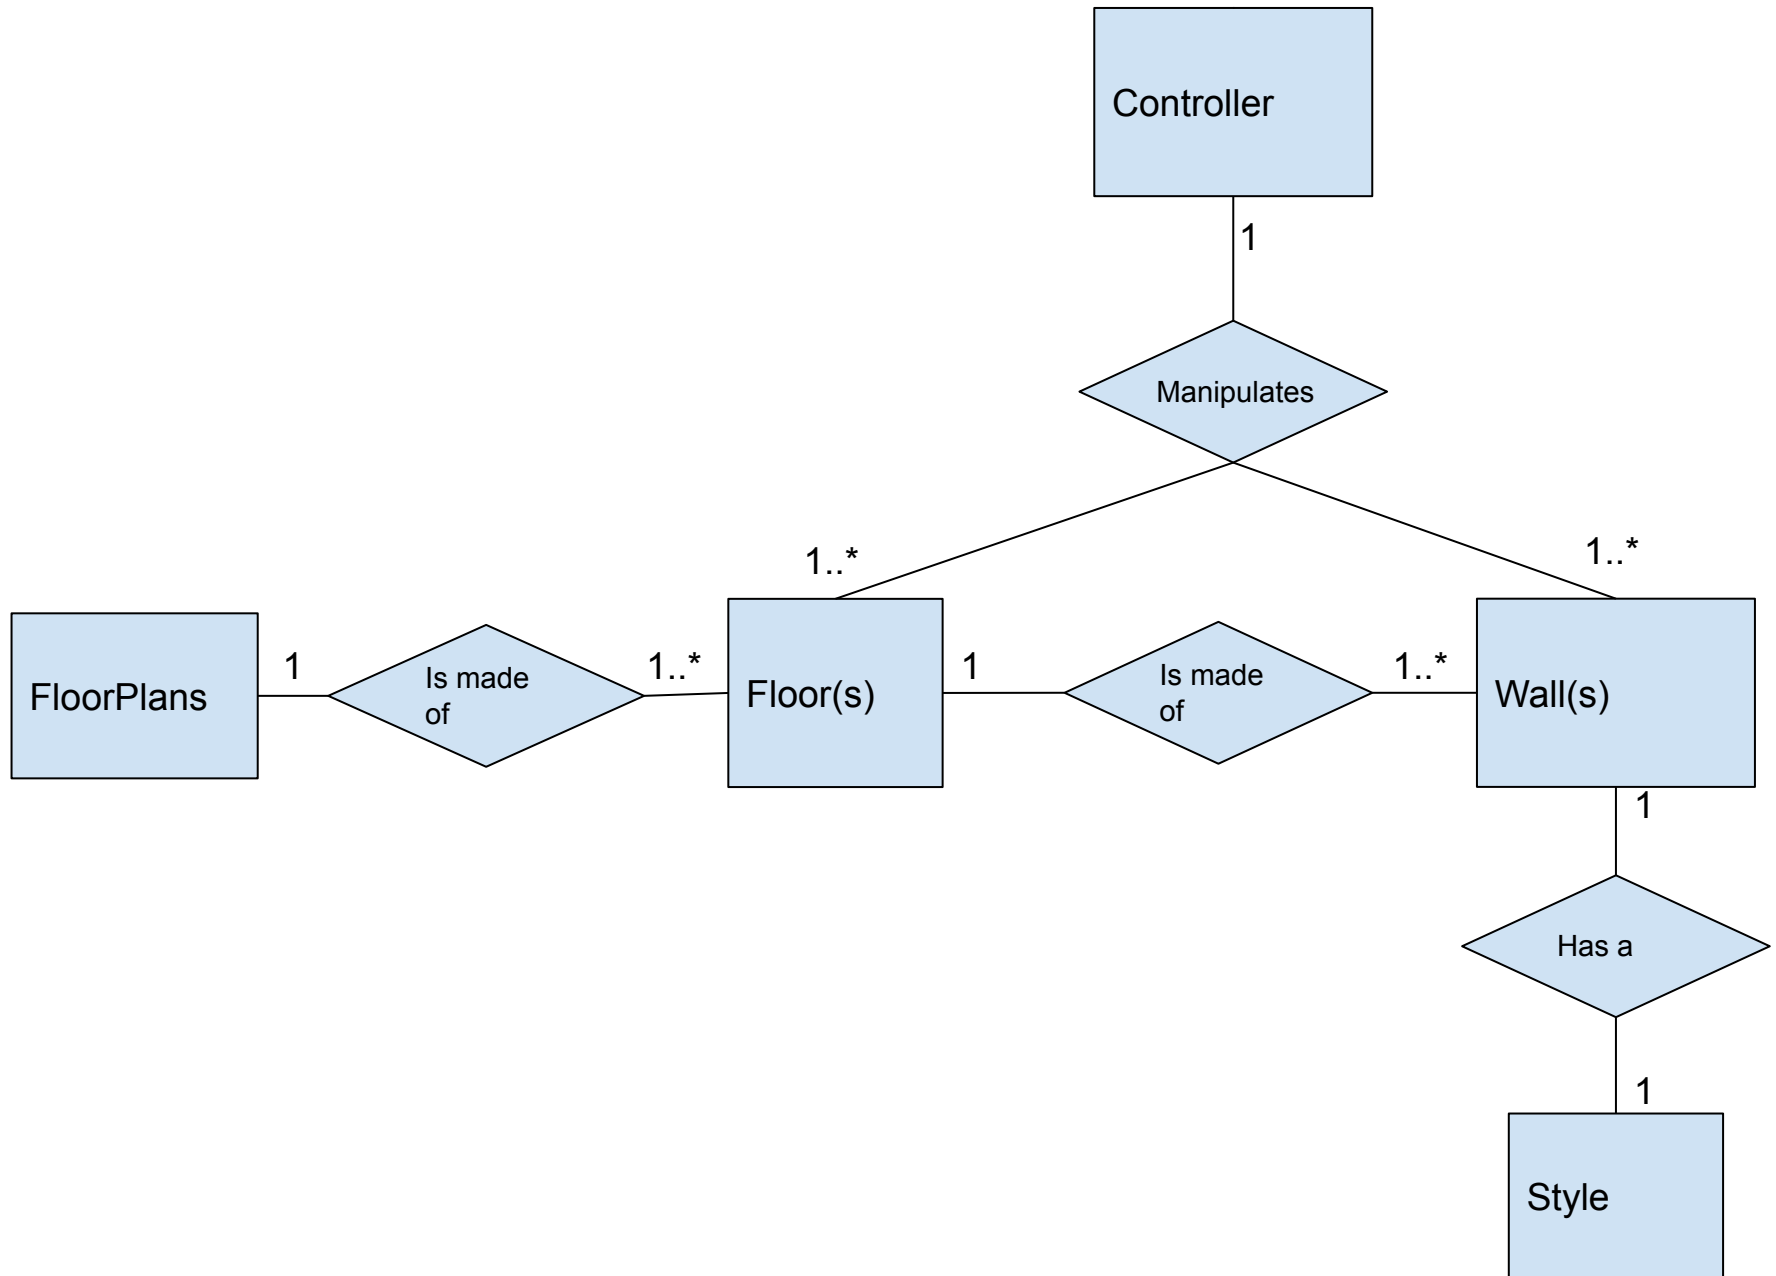 Controller
1
Manipulates
1..*
1..*
FloorPlans
1
Is made
of
1..*
Floor(s)
1
Is made
of
1..*
Wall(s)
1
Has a
1
Style